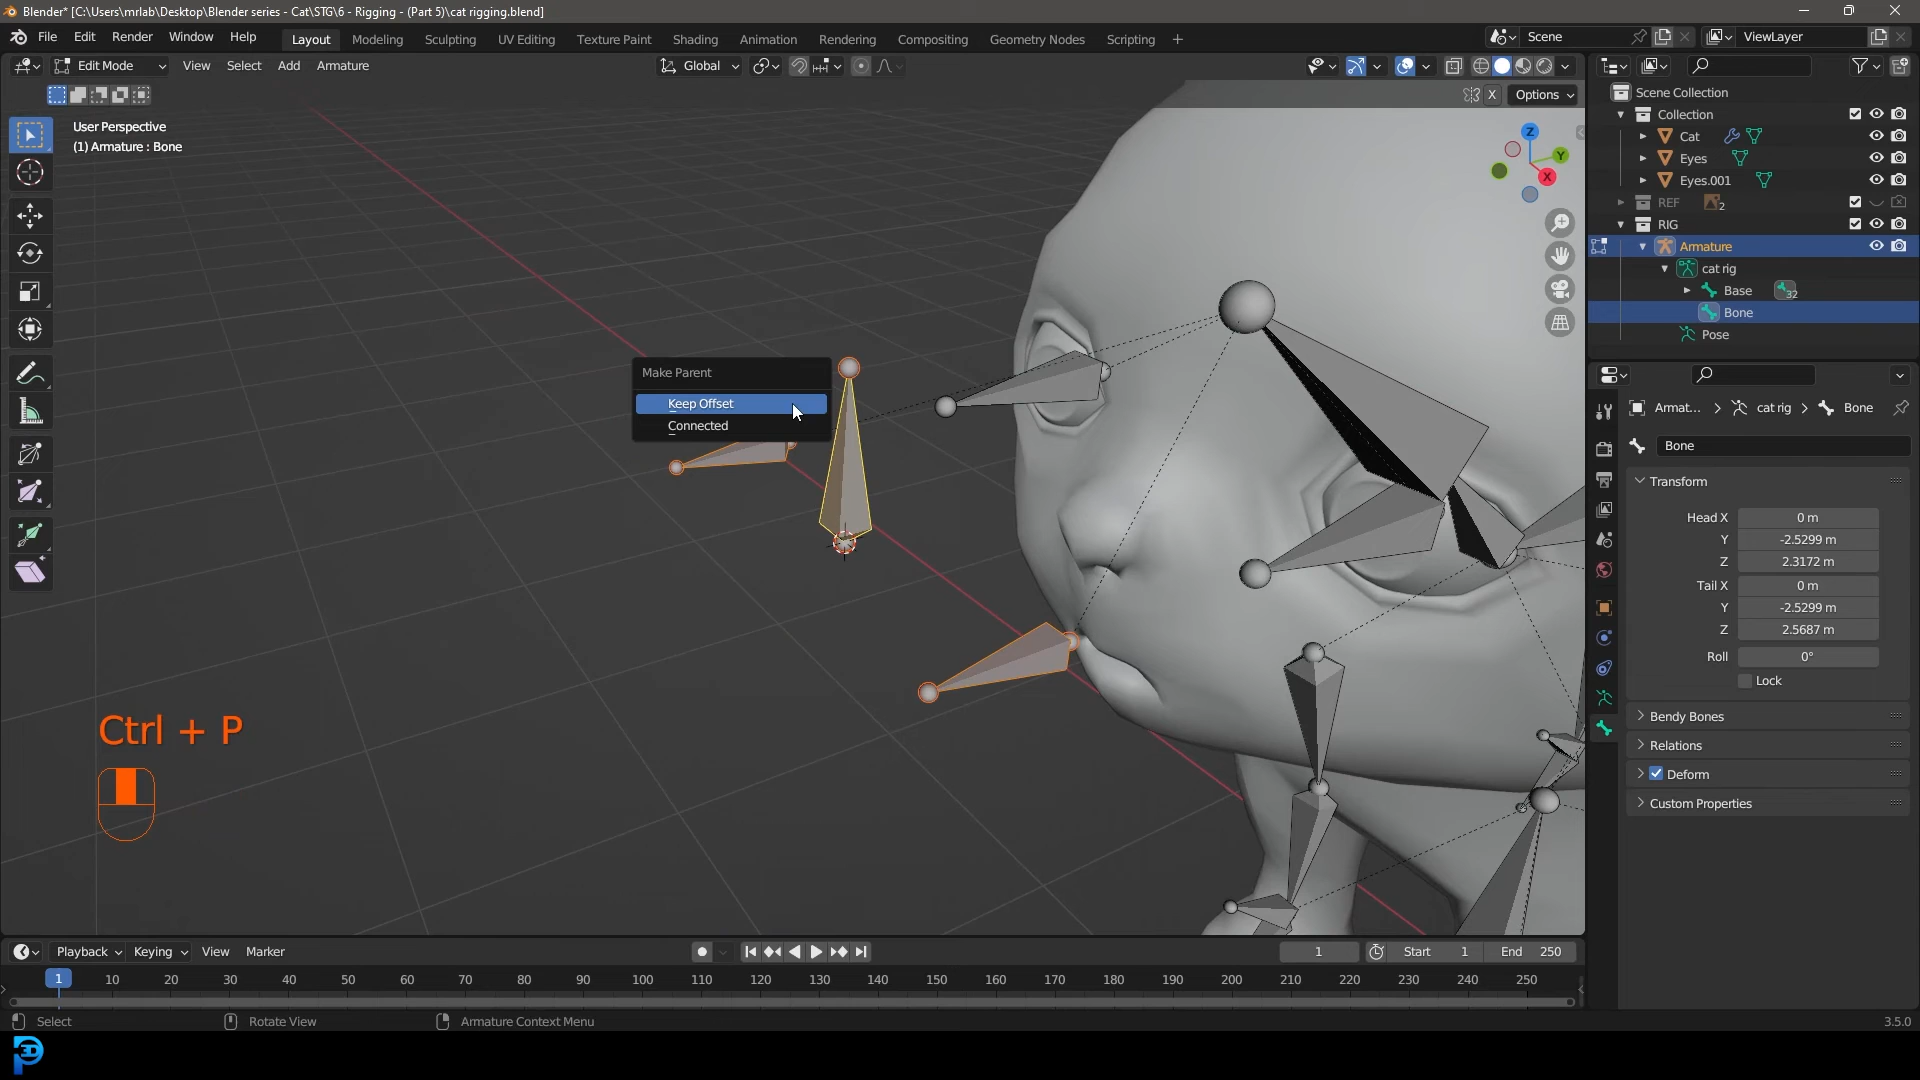 Blender* [C:\Users\mrlab\Desktop\Blender series - Cat\STG\6 - Rigging - (Part 5)\cat rigging.blend]
File Edit Render Window Help Layout Modeling Sculpting UV Editing Texture Paint Shading Animation Rendering Compositing Geometry Nodes Scripting + Scene ViewLayer
Edit Mode View Select Add Armature Global
X Options
User Perspective
(1) Armature : Bone
Z
Y
X
Make Parent
Keep Offset
Connected
Ctrl + P
Scene Collection
Collection
Cat
Eyes
Eyes.001
REF 2
RIG
Armature
cat rig
Base 32
Bone
Pose
Armat... > cat rig > Bone
Bone
Transform
Head X 0 m
Y -2.5299 m
Z 2.3172 m
Tail X 0 m
Y -2.5299 m
Z 2.5687 m
Roll 0°
Lock
Bendy Bones
Relations
Deform
Custom Properties
Playback Keying View Marker 1 Start 1 End 250
1 10 20 30 40 50 60 70 80 90 100 110 120 130 140 150 160 170 180 190 200 210 220 230 240 250
Select Rotate View Armature Context Menu 3.5.0